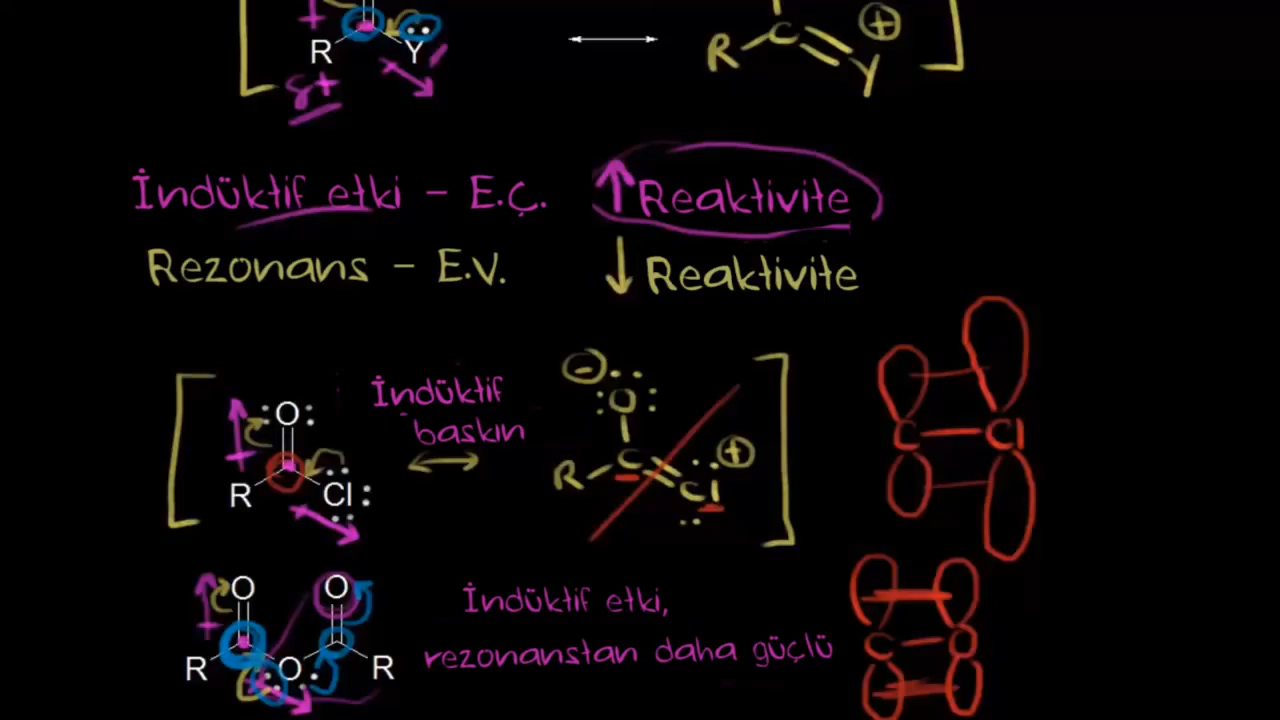 R
Y
δ+
C
+
R
Y
İndüktif etki – E.Ç. ↑ Reaktivite
Rezonans – E.V. ↓ Reaktivite
O
R
Cl
İndüktif
baskın
-
O
R
C
Cl
+
C
Cl
O
O
R
O
R
İndüktif etki,
rezonanstan daha güçlü
C
O